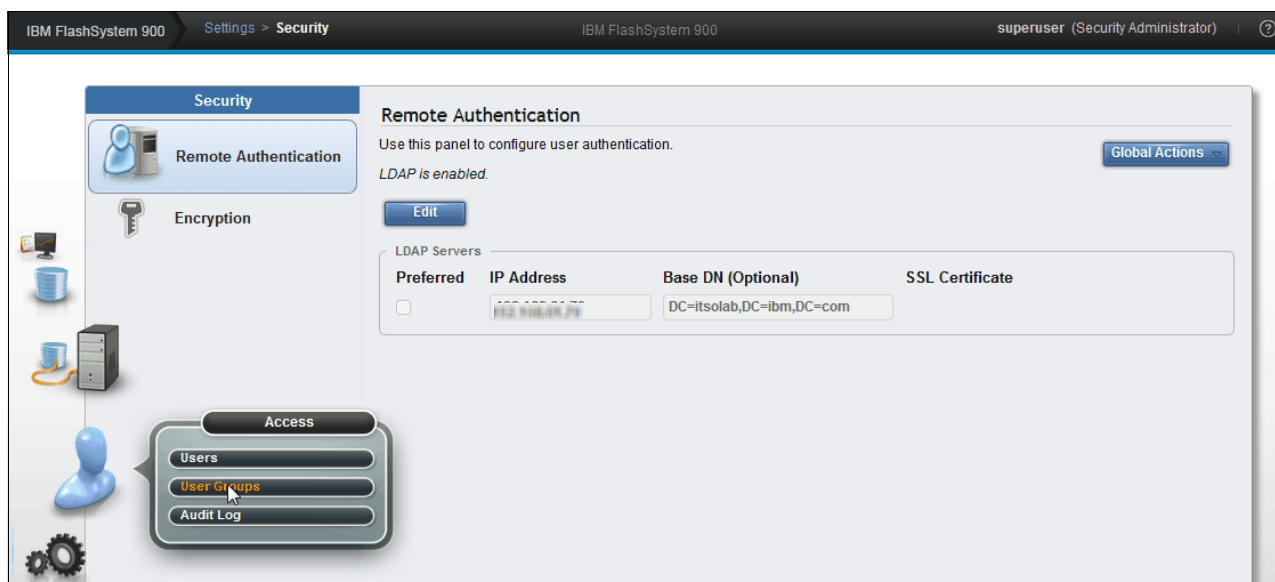 IBM FlashSystem 900 Settings > Security IBM FlashSystem 900 superuser (Security Administrator)
Security
Remote Authentication
Encryption
Remote Authentication
Use this panel to configure user authentication.
Global Actions
LDAP is enabled.
Edit
LDAP Servers
Preferred IP Address Base DN (Optional) SSL Certificate
DC=itsolab,DC=ibm,DC=com
Access
Users
User Groups
Audit Log